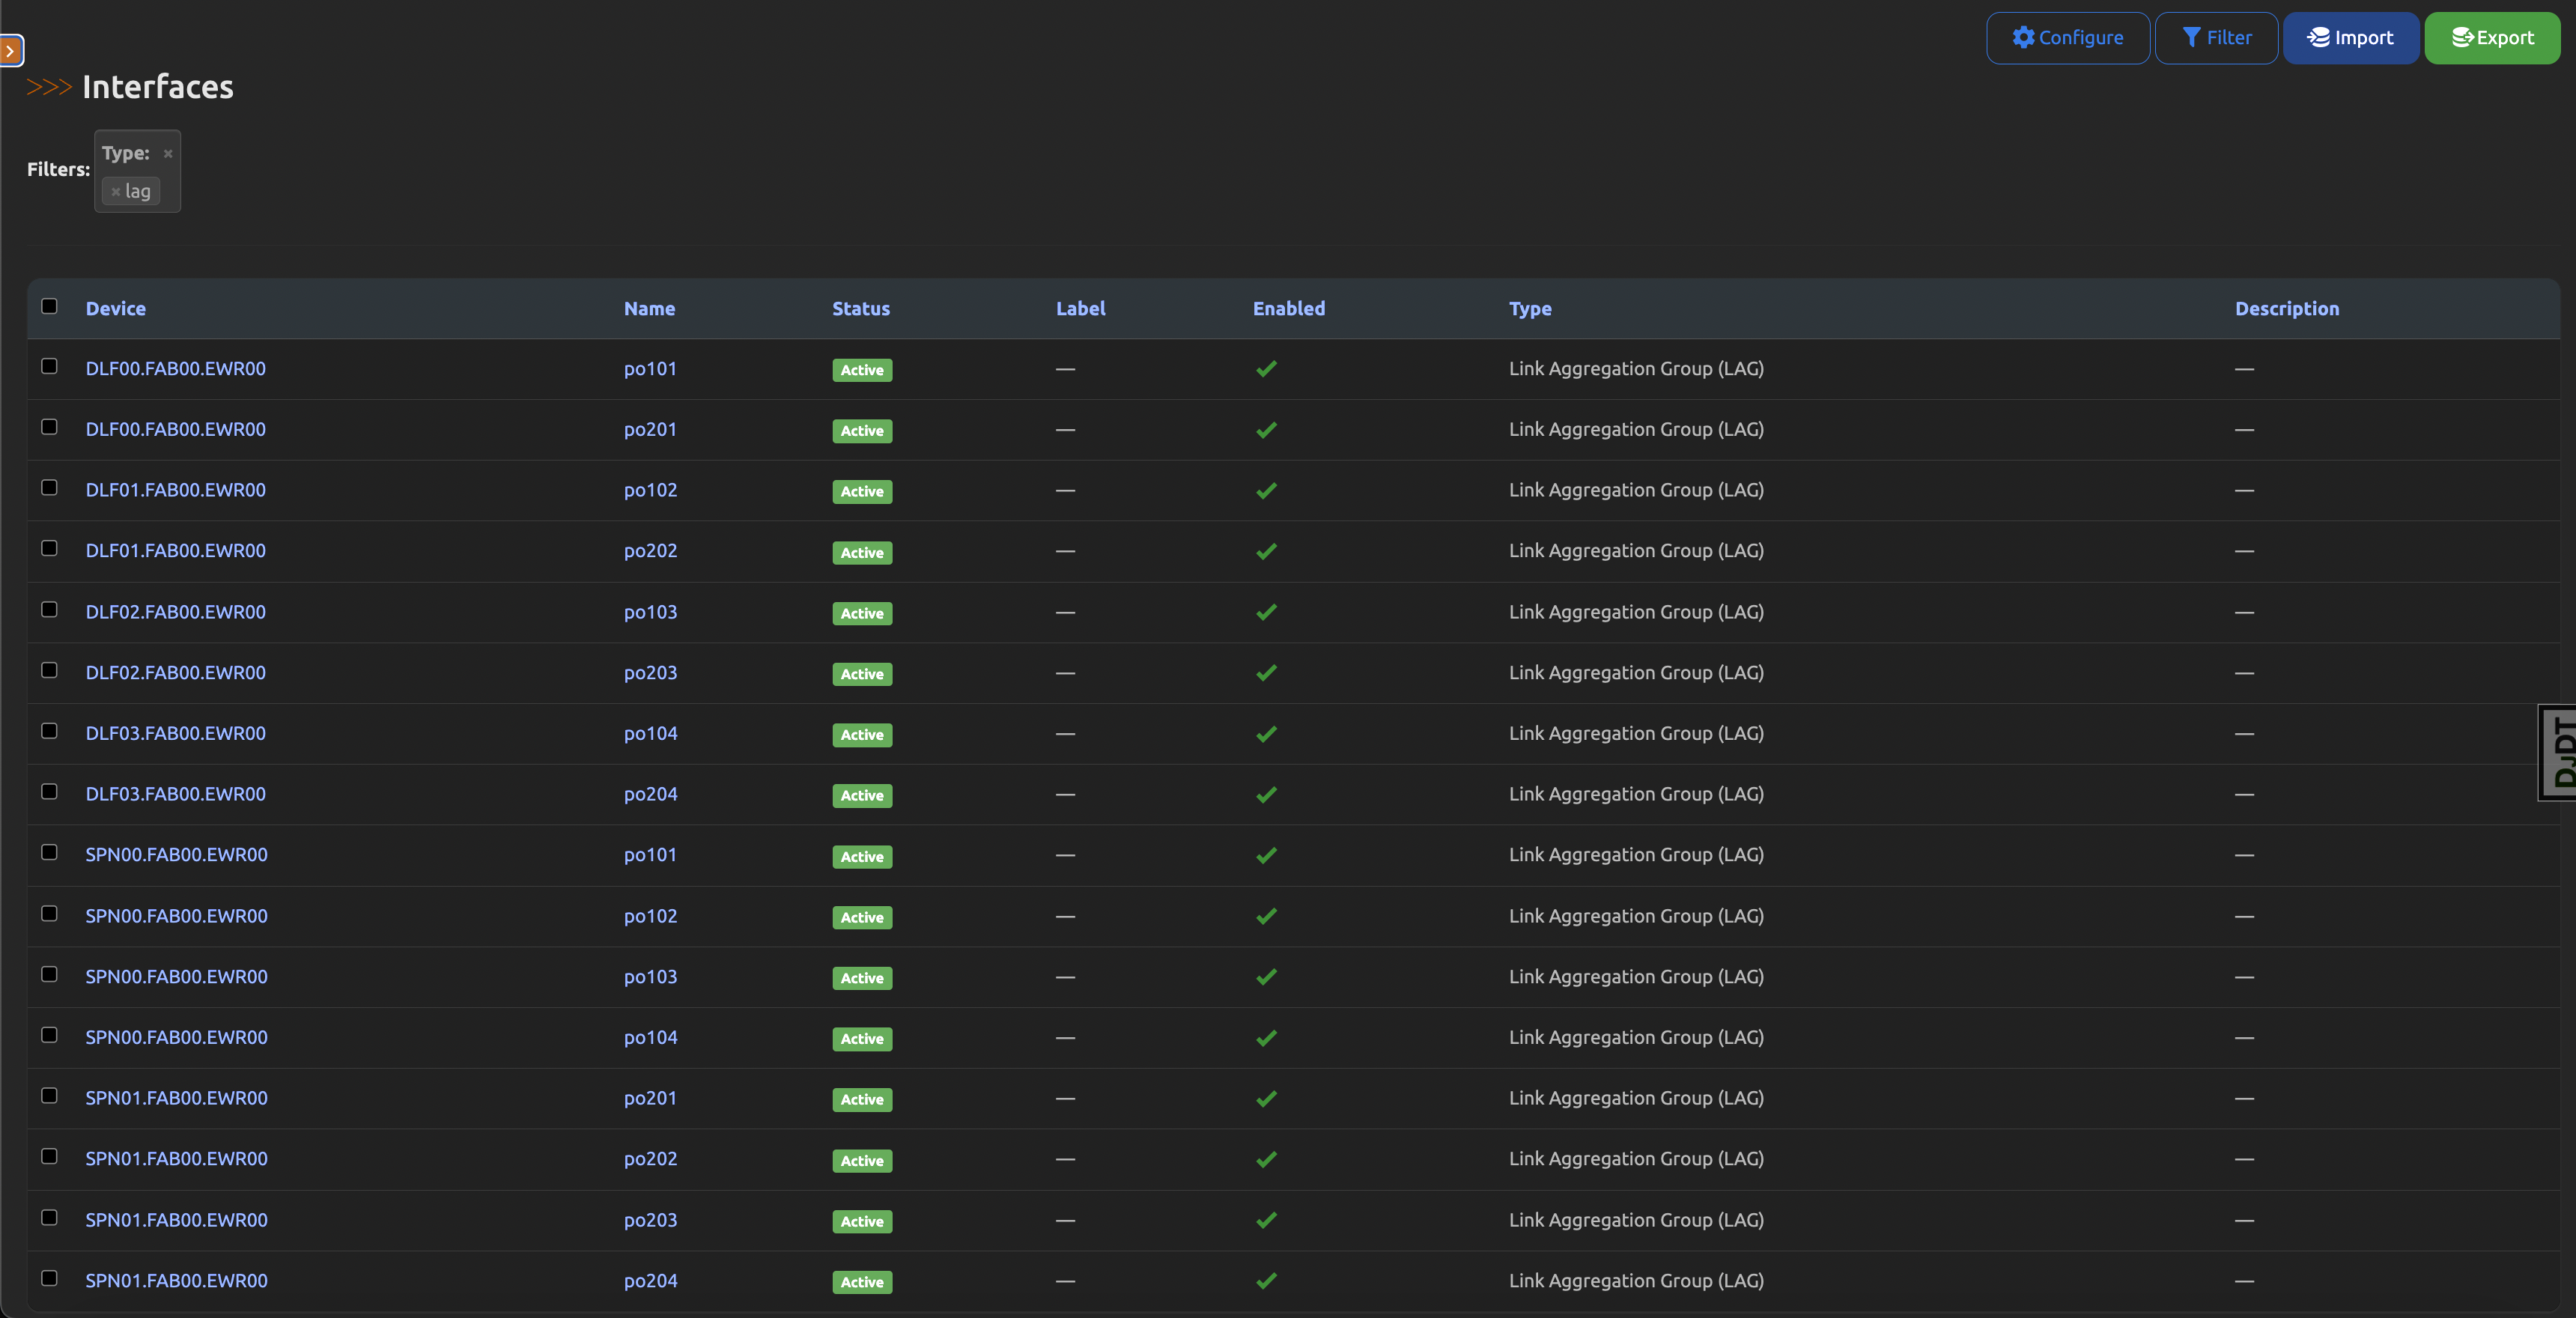 Configure Filter Import Export
>>> Interfaces
Filters: Type: ×
× lag
Device Name Status Label Enabled Type Description
DLF00.FAB00.EWR00 po101 Active — Link Aggregation Group (LAG) —
DLF00.FAB00.EWR00 po201 Active — Link Aggregation Group (LAG) —
DLF01.FAB00.EWR00 po102 Active — Link Aggregation Group (LAG) —
DLF01.FAB00.EWR00 po202 Active — Link Aggregation Group (LAG) —
DLF02.FAB00.EWR00 po103 Active — Link Aggregation Group (LAG) —
DLF02.FAB00.EWR00 po203 Active — Link Aggregation Group (LAG) —
DLF03.FAB00.EWR00 po104 Active — Link Aggregation Group (LAG) —
DLF03.FAB00.EWR00 po204 Active — Link Aggregation Group (LAG) —
SPN00.FAB00.EWR00 po101 Active — Link Aggregation Group (LAG) —
SPN00.FAB00.EWR00 po102 Active — Link Aggregation Group (LAG) —
SPN00.FAB00.EWR00 po103 Active — Link Aggregation Group (LAG) —
SPN00.FAB00.EWR00 po104 Active — Link Aggregation Group (LAG) —
SPN01.FAB00.EWR00 po201 Active — Link Aggregation Group (LAG) —
SPN01.FAB00.EWR00 po202 Active — Link Aggregation Group (LAG) —
SPN01.FAB00.EWR00 po203 Active — Link Aggregation Group (LAG) —
SPN01.FAB00.EWR00 po204 Active — Link Aggregation Group (LAG) —
DJDT